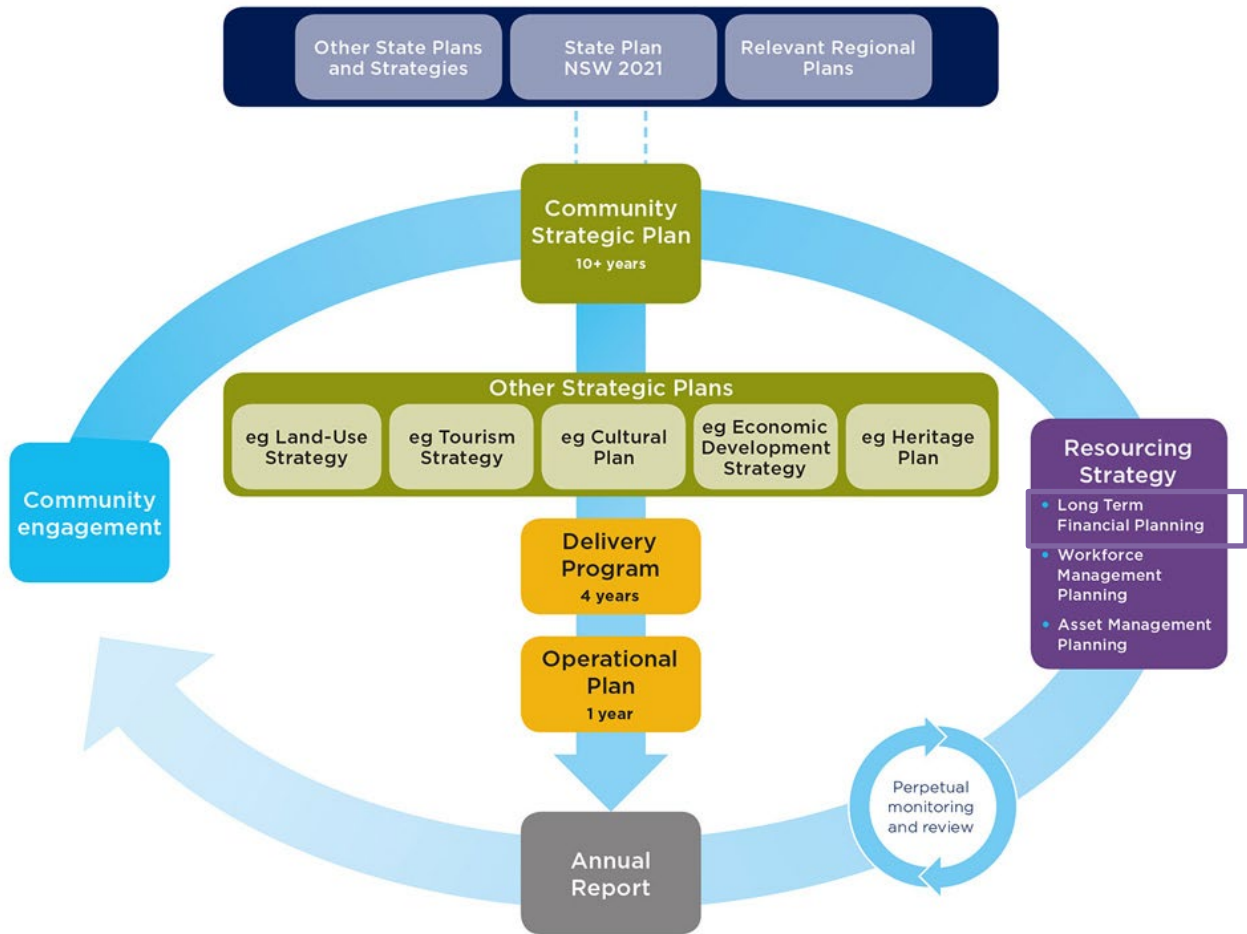 Other State Plans
and Strategies
State Plan
NSW 2021
Relevant Regional
Plans
Community
Strategic Plan
10+ years
Other Strategic Plans
eg Land-Use
Strategy
eg Tourism
Strategy
eg Cultural
Plan
eg Economic
Development
Strategy
eg Heritage
Plan
Community
engagement
Resourcing
Strategy
• Long Term
Financial Planning
• Workforce
Management
Planning
• Asset Management
Planning
Delivery
Program
4 years
Operational
Plan
1 year
Perpetual
monitoring
and review
Annual
Report